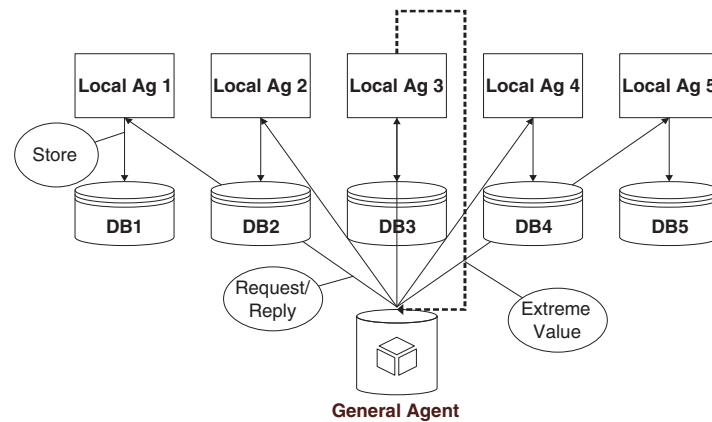 Local Ag 1
Local Ag 2
Local Ag 3
Local Ag 4
Local Ag 5
Store
DB1
DB2
DB3
DB4
DB5
Request/
Reply
Extreme
Value
General Agent